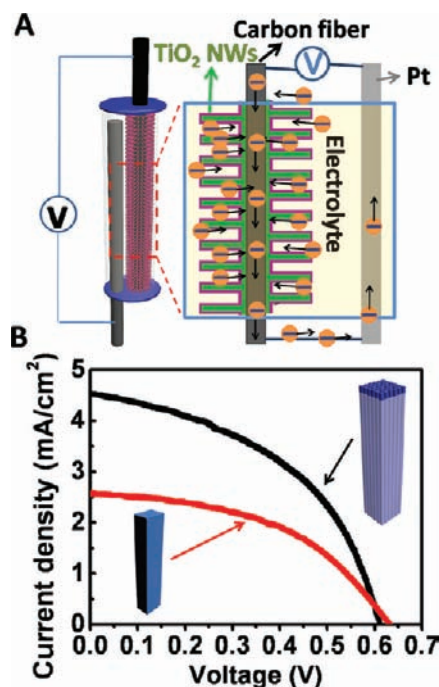 A
Carbon fiber
TiO2 NWs
V
Pt
V
Electrolyte
B
Current density (mA/cm²)
5
4
3
2
1
0
0.0 0.1 0.2 0.3 0.4 0.5 0.6 0.7
Voltage (V)